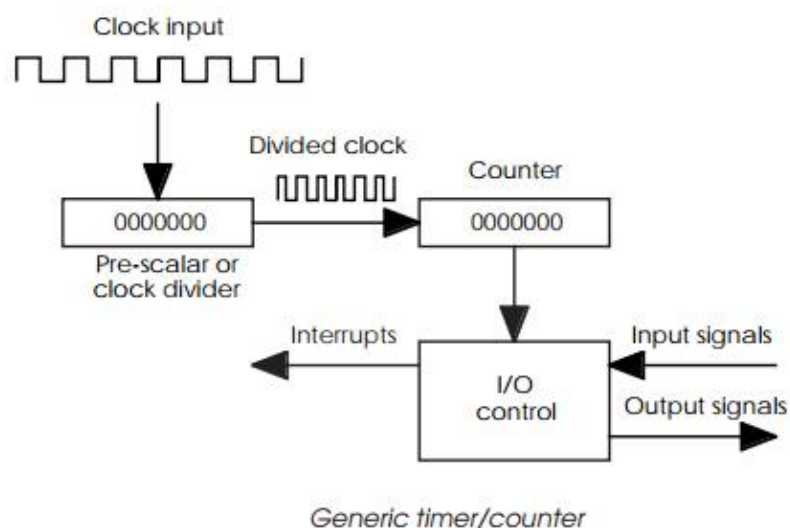 Clock input
Divided clock
Counter
0000000
0000000
Pre-scalar or
clock divider
Interrupts
Input signals
I/O
control
Output signals
Generic timer/counter